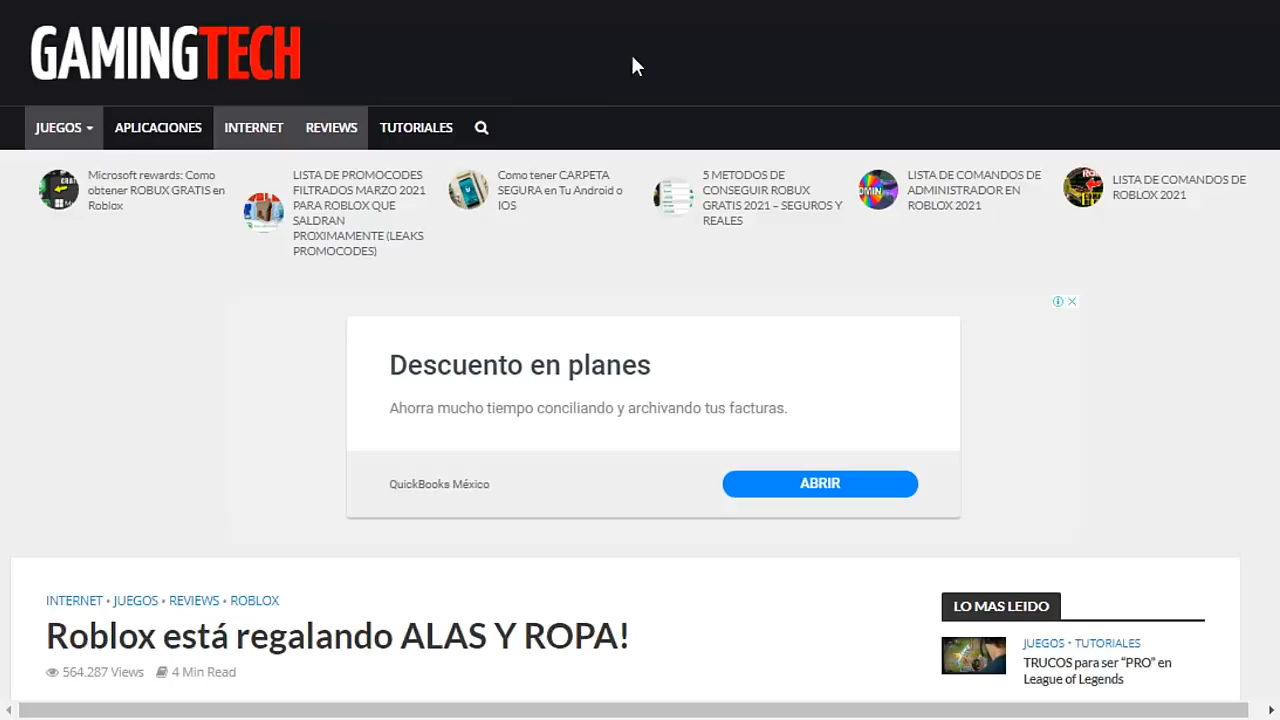 GAMINGTECH
JUEGOS
APLICACIONES
INTERNET
REVIEWS
TUTORIALES
Microsoft rewards: Como
obtener ROBUX GRATIS en
Roblox
LISTA DE PROMOCODES
FILTRADOS MARZO 2021
PARA ROBLOX QUE
SALDRAN
PROXIMAMENTE (LEAKS
PROMOCODES)
Como tener CARPETA
SEGURA en Tu Android o
IOS
5 METODOS DE
CONSEGUIR ROBUX
GRATIS 2021 – SEGUROS Y
REALES
LISTA DE COMANDOS DE
ADMINISTRADOR EN
ROBLOX 2021
LISTA DE COMANDOS DE
ROBLOX 2021
Descuento en planes
Ahorra mucho tiempo conciliando y archivando tus facturas.
QuickBooks México
ABRIR
INTERNET • JUEGOS • REVIEWS • ROBLOX
Roblox está regalando ALAS Y ROPA!
564.287 Views
4 Min Read
LO MAS LEIDO
JUEGOS • TUTORIALES
TRUCOS para ser “PRO” en
League of Legends